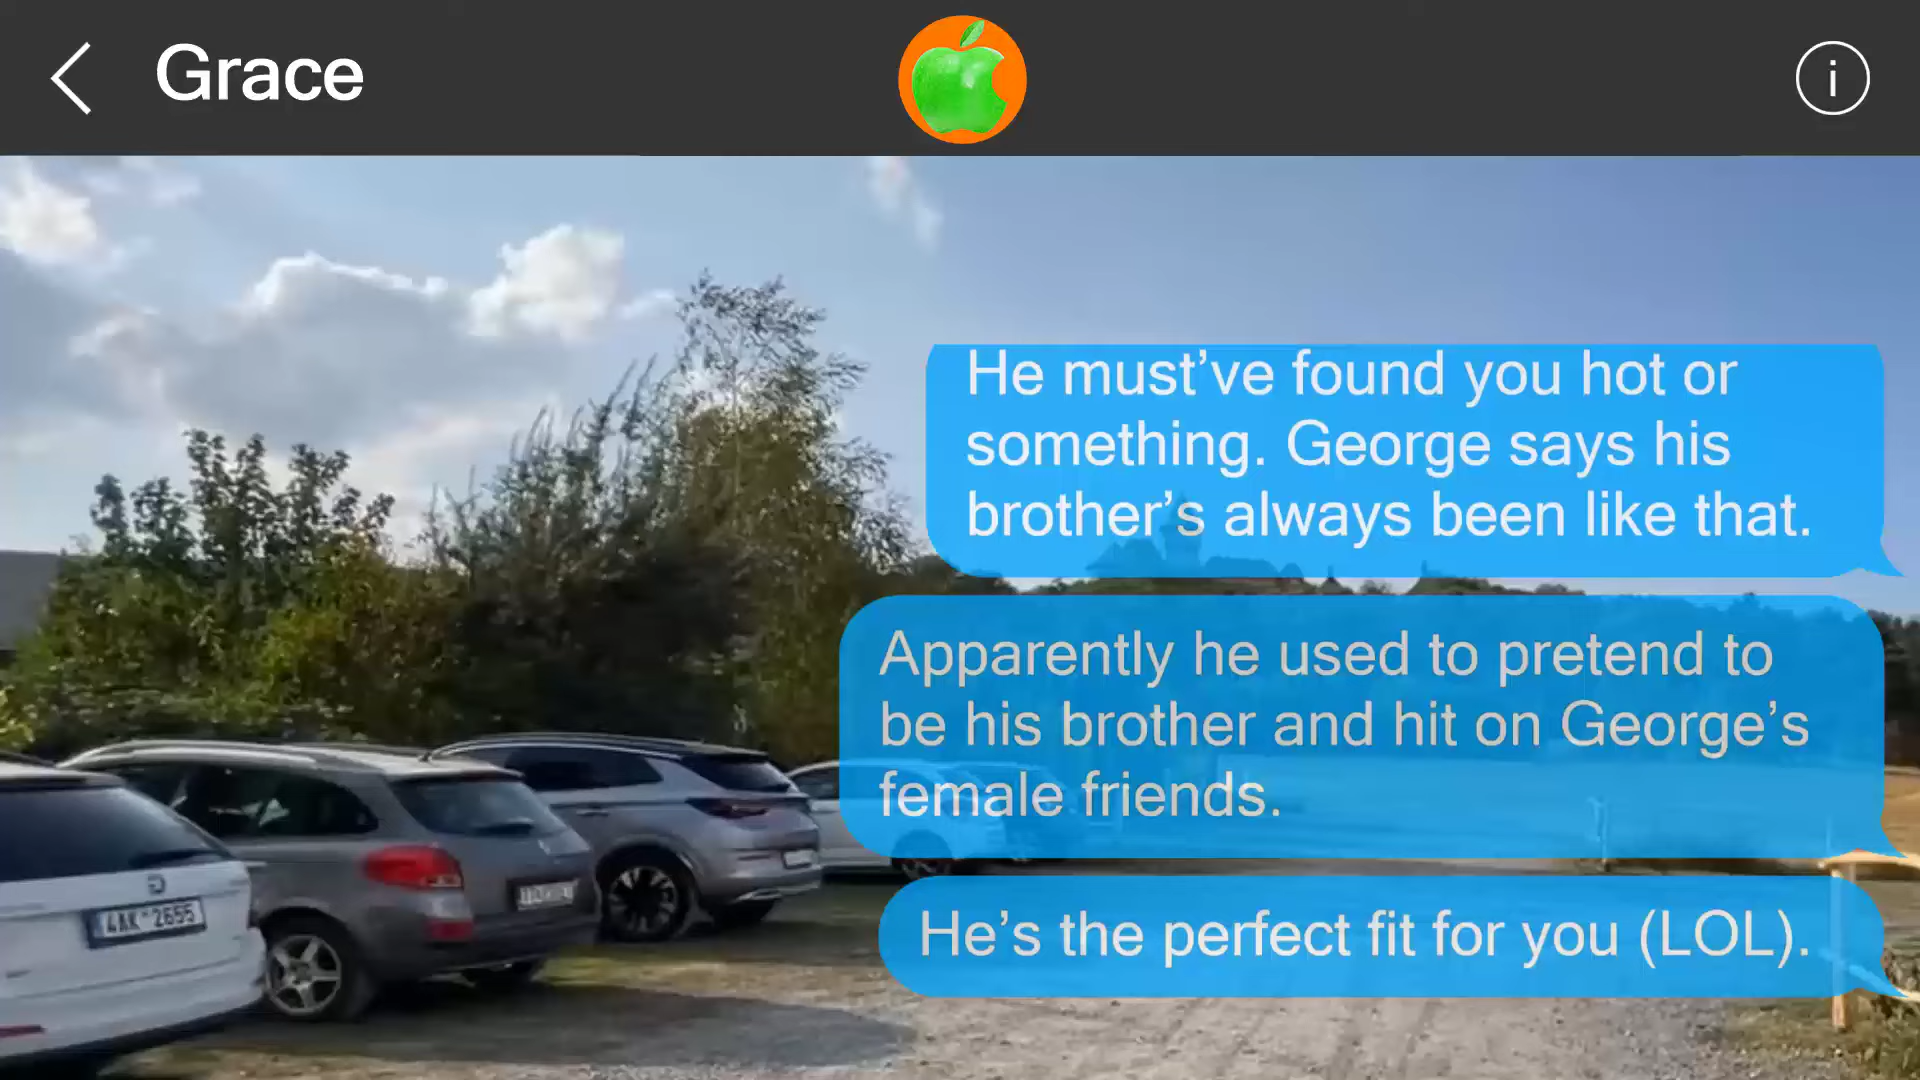 Grace
i
He must’ve found you hot or
something. George says his
brother’s always been like that.
Apparently he used to pretend to
be his brother and hit on George’s
female friends.
He’s the perfect fit for you (LOL).
4AK 2655